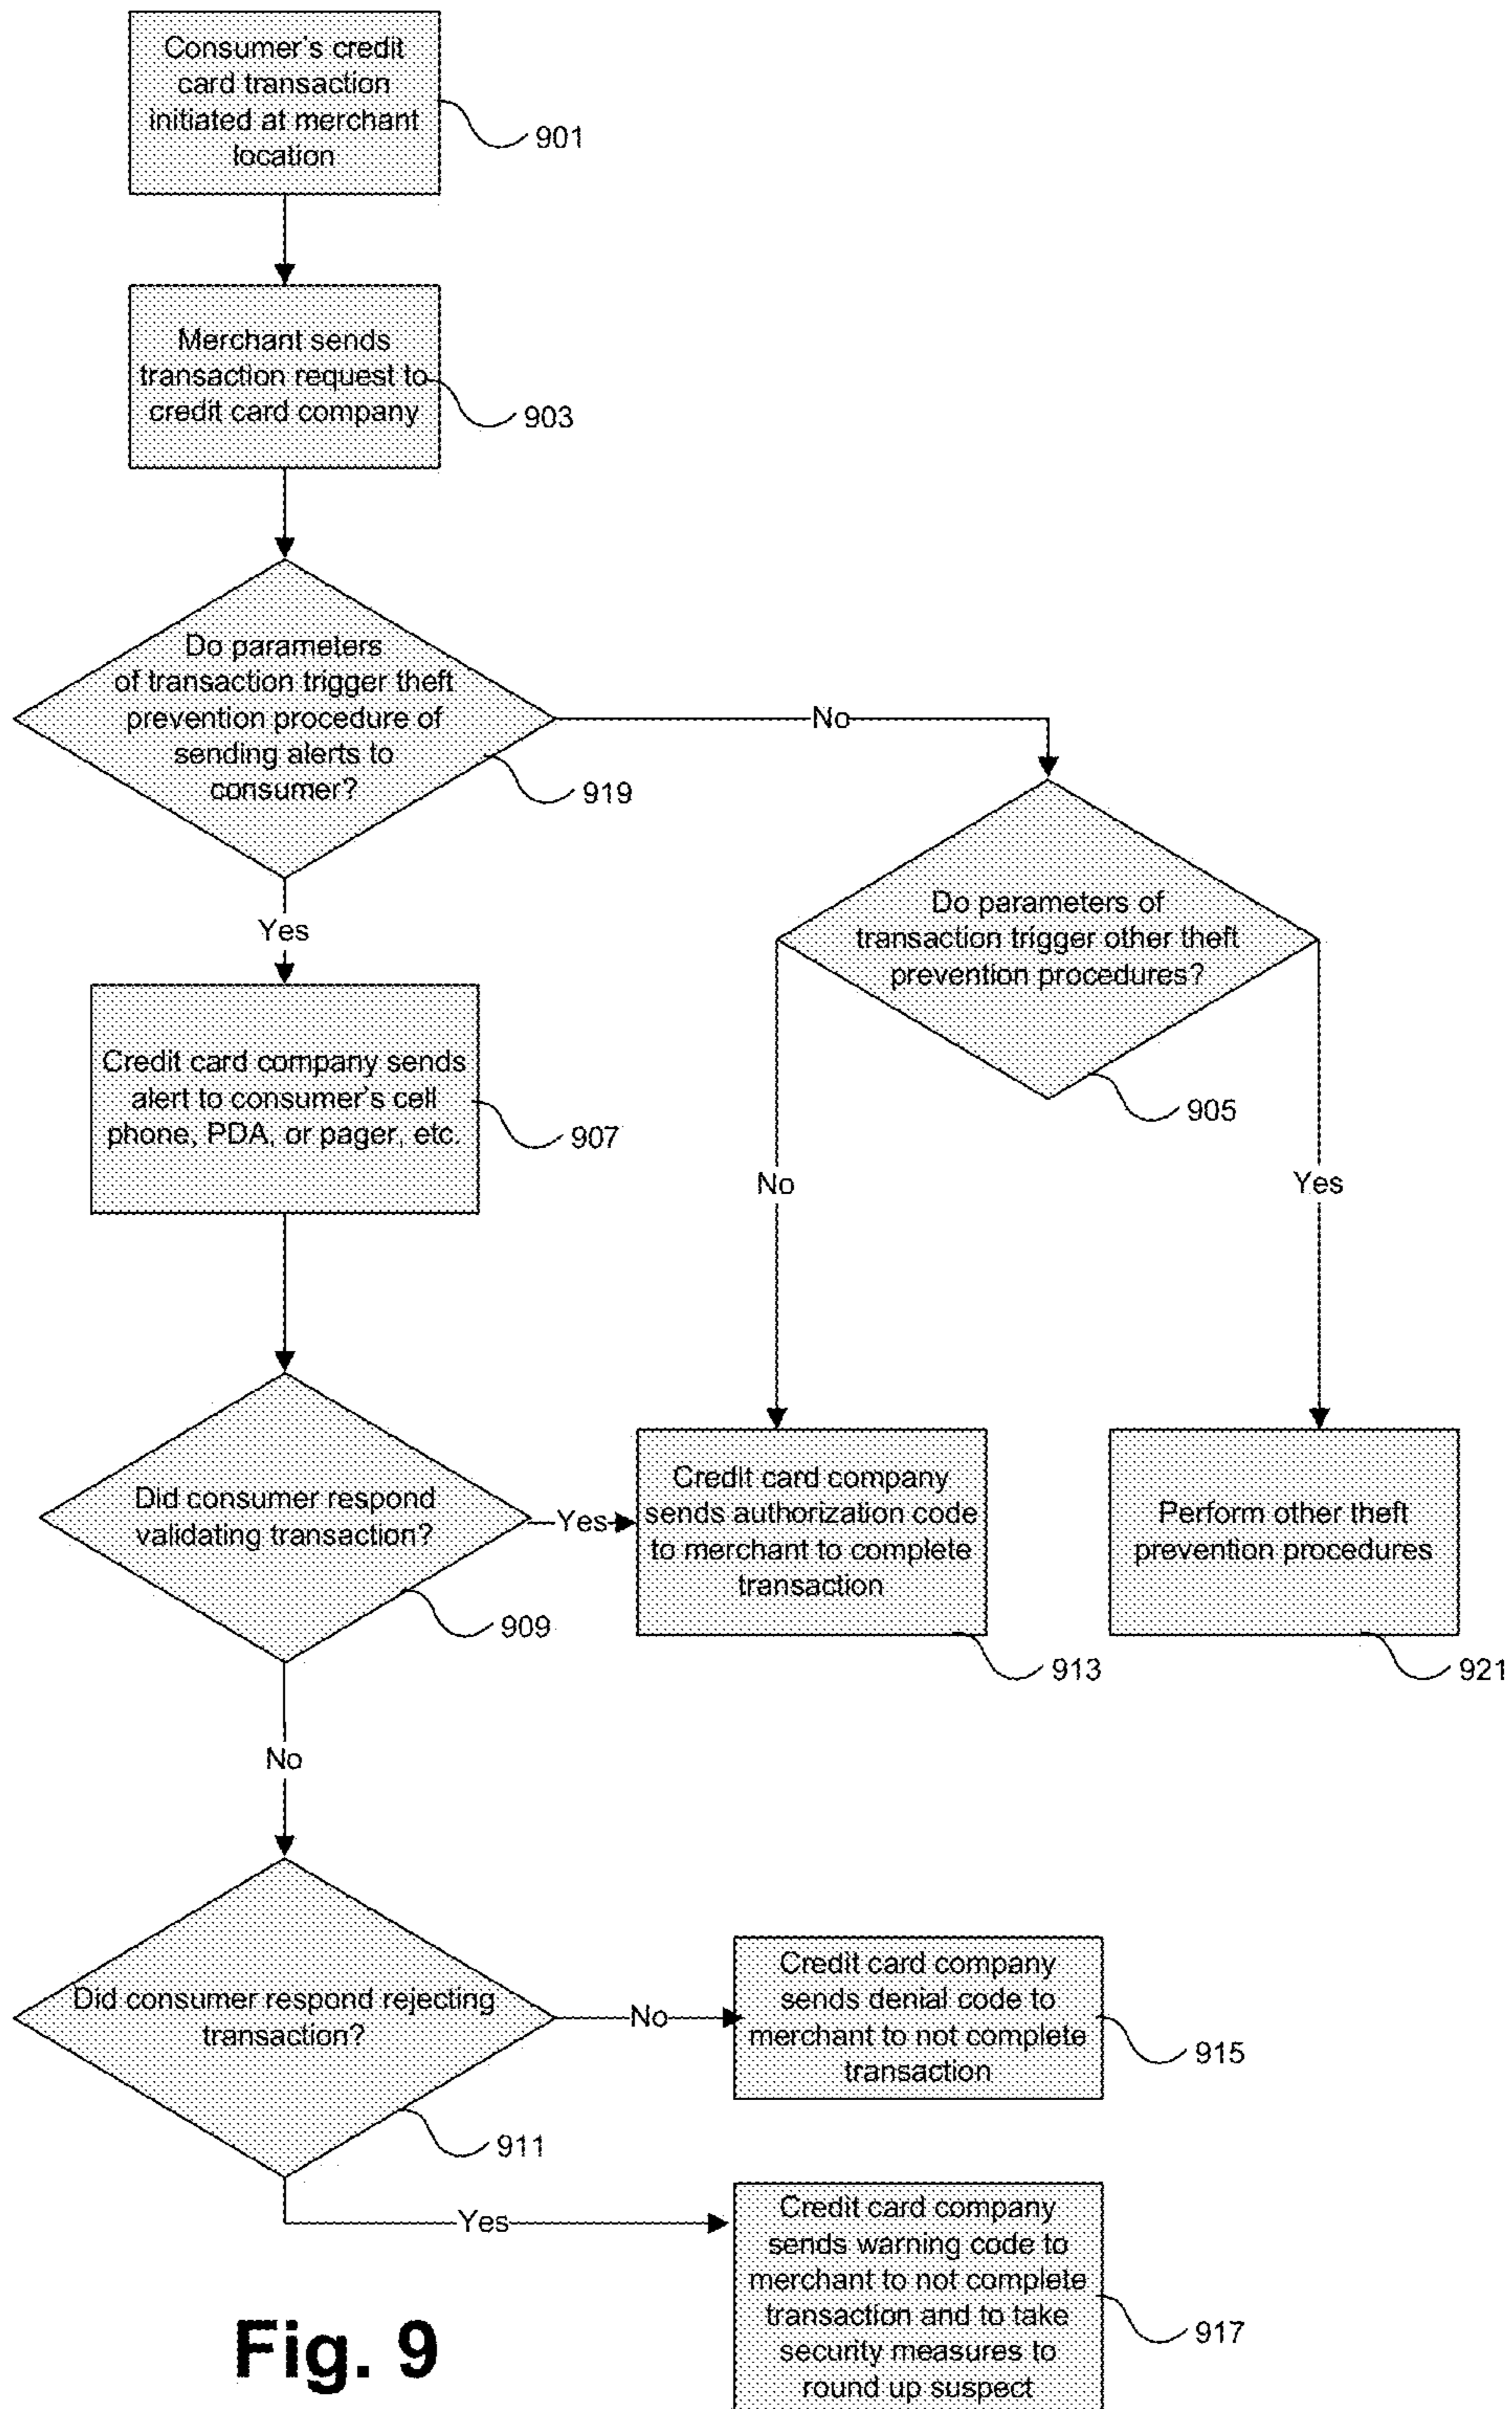 Consumer's credit
card transaction
initiated at merchant
location
901
Merchant sends
transaction request to
credit card company
903
Do parameters
of transaction trigger theft
prevention procedure of
sending alerts to
consumer?
919
No
Yes
Do parameters of
transaction trigger other theft
prevention procedures?
905
No
Yes
Credit card company sends
alert to consumer's cell
phone, PDA, or pager, etc.
907
Did consumer respond
validating transaction?
909
Yes
No
Credit card company
sends authorization code
to merchant to complete
transaction
913
Perform other theft
prevention procedures
921
Did consumer respond rejecting
transaction?
911
No
Yes
Credit card company
sends denial code to
merchant to not complete
transaction
915
Credit card company
sends warning code to
merchant to not complete
transaction and to take
security measures to
round up suspect
917
Fig. 9